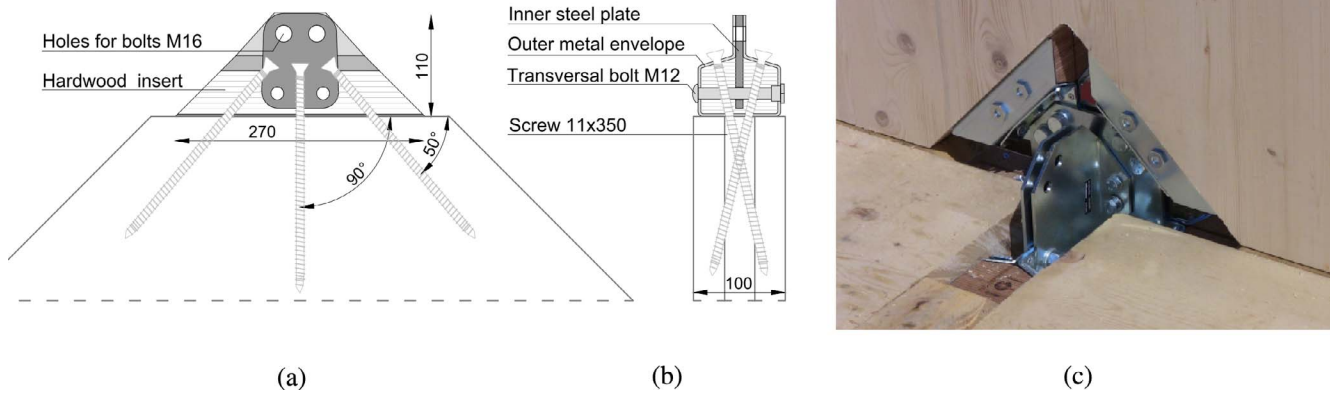 Holes for bolts M16
Hardwood insert
110
270
90°
50°
Inner steel plate
Outer metal envelope
Transversal bolt M12
Screw 11x350
100
(a)
(b)
(c)